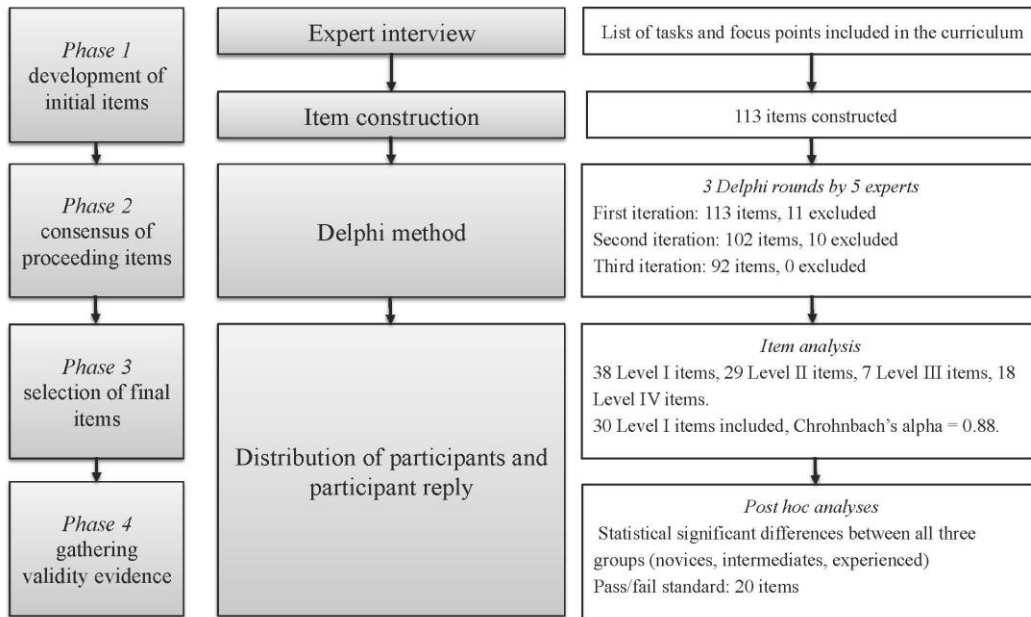 Phase 1
development of
initial items
Phase 2
consensus of
proceeding items
Phase 3
selection of final
items
Phase 4
gathering
validity evidence
Expert interview
Item construction
Delphi method
Distribution of participants and
participant reply
List of tasks and focus points included in the curriculum
113 items constructed
3 Delphi rounds by 5 experts
First iteration: 113 items, 11 excluded
Second iteration: 102 items, 10 excluded
Third iteration: 92 items, 0 excluded
Item analysis
38 Level I items, 29 Level II items, 7 Level III items, 18
Level IV items.
30 Level I items included, Chrohnbach's alpha = 0.88.
Post hoc analyses
Statistical significant differences between all three
groups (novices, intermediates, experienced)
Pass/fail standard: 20 items